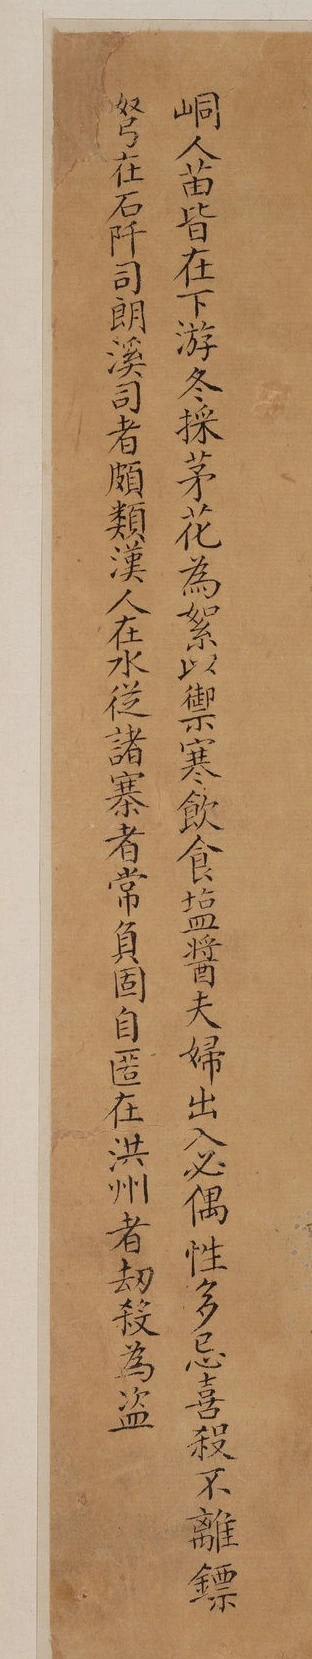 峒人苗皆在下游冬採茅花為絮以禦寒飲食塩醬夫婦出入必偶性多忌喜殺不離鏢
弩在石阡司朗溪司者頗類漢人在水従諸寨者常負固自匿在洪州者刼殺為盜